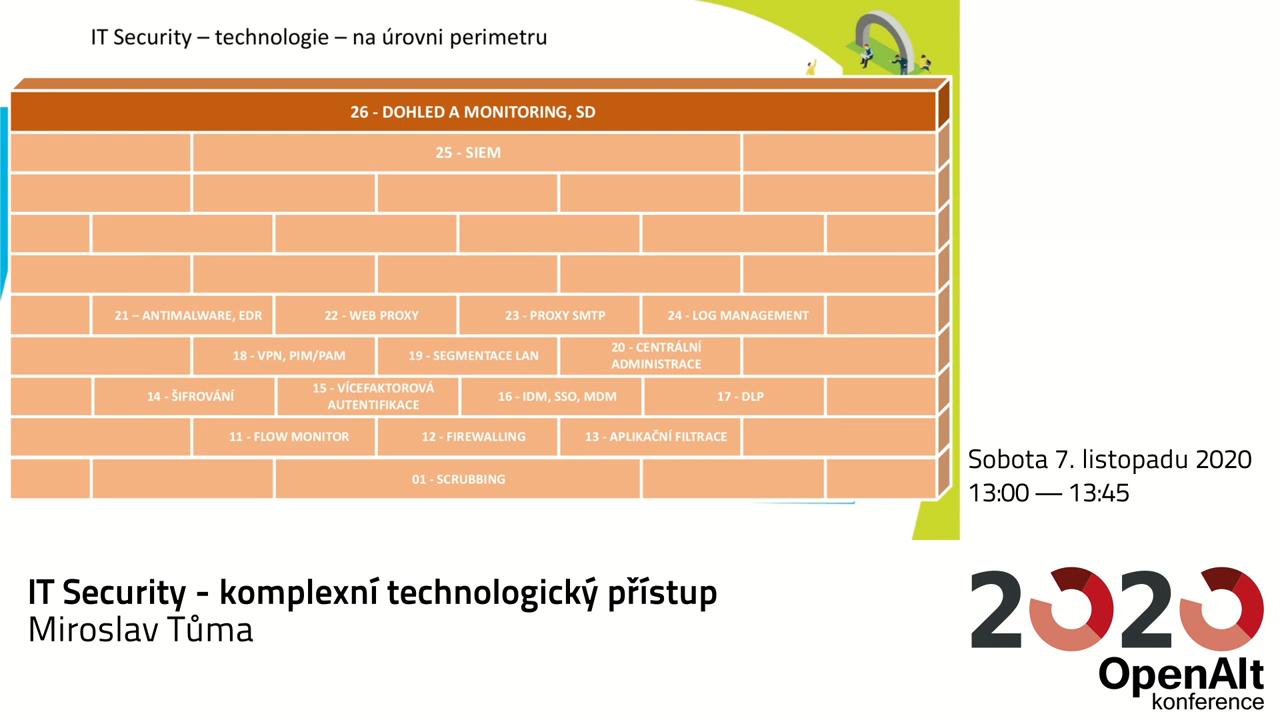 IT Security – technologie – na úrovni perimetru
26 - DOHLED A MONITORING, SD
25 - SIEM
21 – ANTIMALWARE, EDR
22 - WEB PROXY
23 - PROXY SMTP
24 - LOG MANAGEMENT
18 - VPN, PIM/PAM
19 - SEGMENTACE LAN
20 - CENTRÁLNÍ
ADMINISTRACE
14 - ŠIFROVÁNÍ
15 - VÍCEFAKTOROVÁ
AUTENTIFIKACE
16 - IDM, SSO, MDM
17 - DLP
11 - FLOW MONITOR
12 - FIREWALLING
13 - APLIKAČNÍ FILTRACE
01 - SCRUBBING
Sobota 7. listopadu 2020
13:00 — 13:45
IT Security - komplexní technologický přístup
Miroslav Tůma
2020
OpenAlt
konference